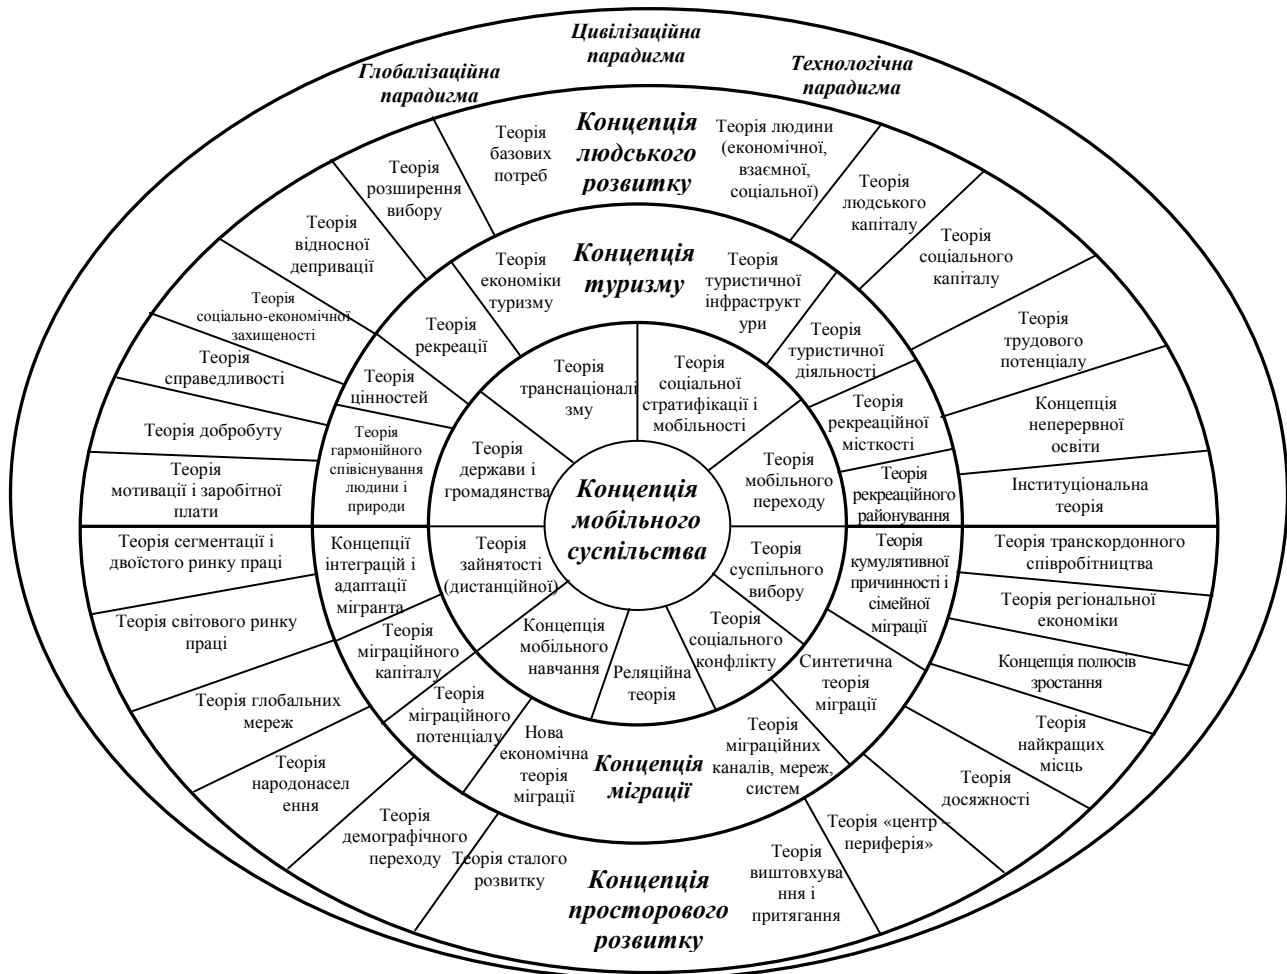 Цивілізаційна
парадигма
Глобалізаційна
парадигма
Технологічна
парадигма
Концепція
людського
розвитку
Теорія
базових
потреб
Теорія людини
(економічної,
взаємної,
соціальної)
Теорія
розширення
вибору
Теорія
людського
капіталу
Теорія
відносної
депривації
Теорія
соціального
капіталу
Теорія
соціально-економічної
захищеності
Теорія
трудового
потенціалу
Теорія
справедливості
Концепція
неперервної
освіти
Теорія добробуту
Інституціональна
теорія
Теорія
мотивації і заробітної
плати
Концепція
туризму
Теорія
економіки
туризму
Теорія
туристичної
інфраструкт
ури
Теорія
рекреації
Теорія
туристичної
діяльності
Теорія
цінностей
Теорія
рекреаційної
місткості
Теорія
гармонійного
співіснування
людини і
природи
Теорія
рекреаційного
районування
Теорія
транснаціоналі
зму
Теорія
соціальної
стратифікації і
мобільності
Теорія
держави і
громадянства
Теорія
мобільного
переходу
Концепція
мобільного
суспільства
Теорія
зайнятості
(дистанційної)
Теорія
суспільного
вибору
Концепція
мобільного
навчання
Реляційна
теорія
Теорія
соціального
конфлікту
Концепції
інтеграцій і
адаптації
мігранта
Теорія
кумулятивної
причинності і
сімейної
міграції
Теорія
міграційного
капіталу
Синтетична
теорія
міграції
Теорія
міграційного
потенціалу
Нова
економічна
теорія
міграції
Концепція
міграції
Теорія
міграційних
каналів, мереж,
систем
Теорія сегментації і
двоїстого ринку праці
Теорія транскордонного
співробітництва
Теорія світового ринку
праці
Теорія регіональної
економіки
Концепція полюсів
зростання
Теорія глобальних
мереж
Теорія
найкращих
місць
Теорія
народонасел
ення
Теорія
досяжності
Теорія
демографічного
переходу
Теорія «центр –
периферія»
Теорія сталого
розвитку
Концепція
просторового
розвитку
Теорія
виштовхува
ння і
притягання